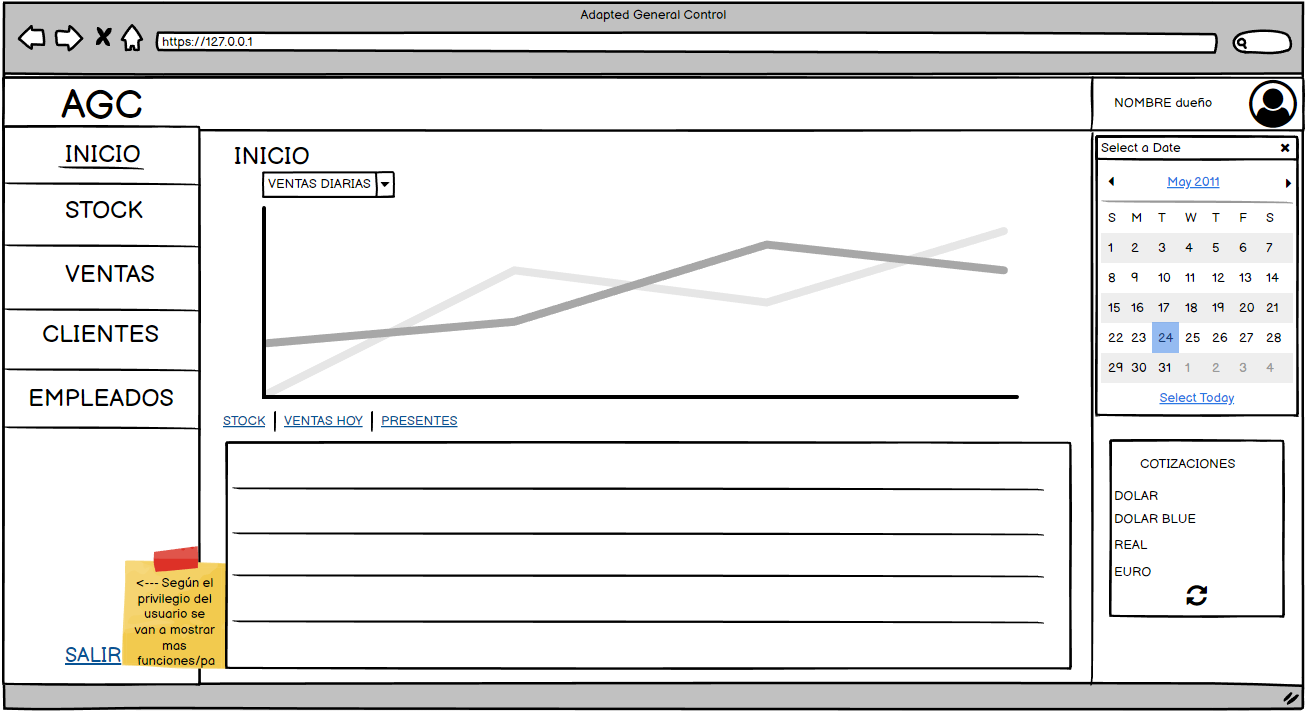 Adapted General Control
https://127.0.0.1
AGC
NOMBRE dueño
INICIO
STOCK
VENTAS
CLIENTES
EMPLEADOS
SALIR
<--- Según el
privilegio del
usuario se
van a mostrar
mas
funciones/pa
INICIO
VENTAS DIARIAS
STOCK
VENTAS HOY
PRESENTES
Select a Date
May 2011
S M T W T F S
1 2 3 4 5 6 7
8 9 10 11 12 13 14
15 16 17 18 19 20 21
22 23 24 25 26 27 28
29 30 31 1 2 3 4
Select Today
COTIZACIONES
DOLAR
DOLAR BLUE
REAL
EURO